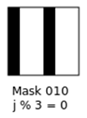 Mask 010
j % 3 = 0